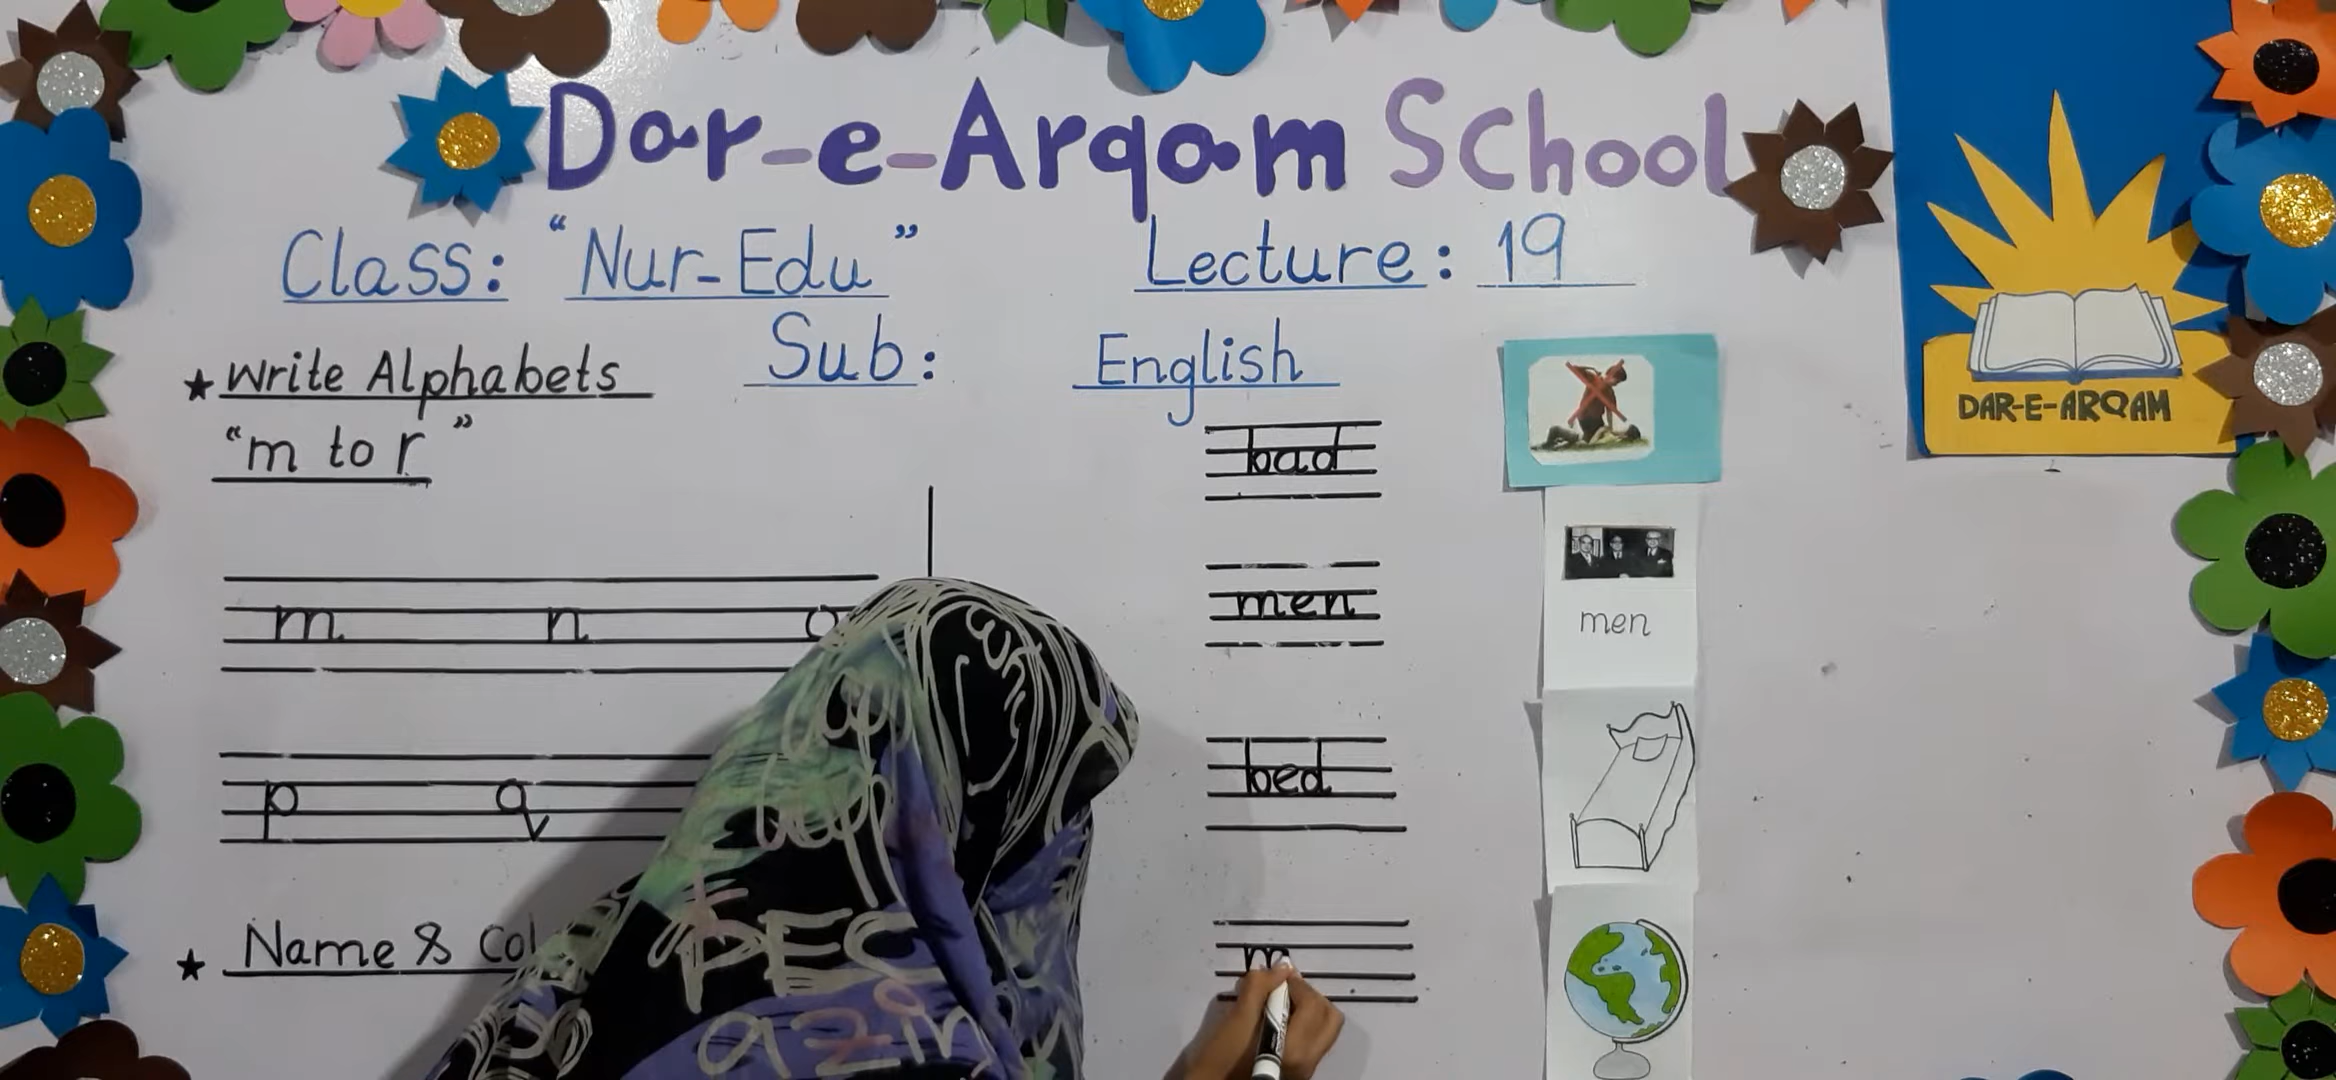 Dar-e-Arqam School
Class: "Nur-Edu"
Lecture: 19
Sub: English
DAR-E-ARQAM
★ Write Alphabets
"m to r"
m n o
p q
★ Name &
bad
men
men
bed
m
PEC